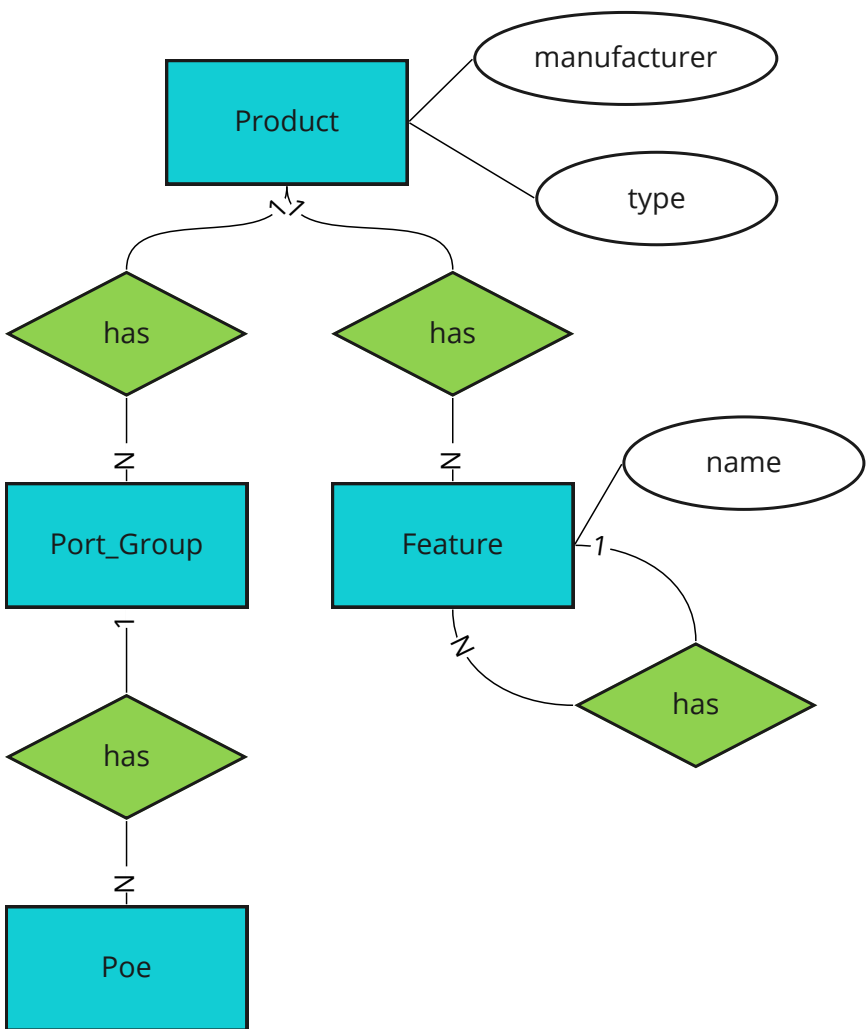 manufacturer
Product
type
1
1
has
has
N
N
name
Port_Group
Feature
1
1
N
has
has
N
Poe